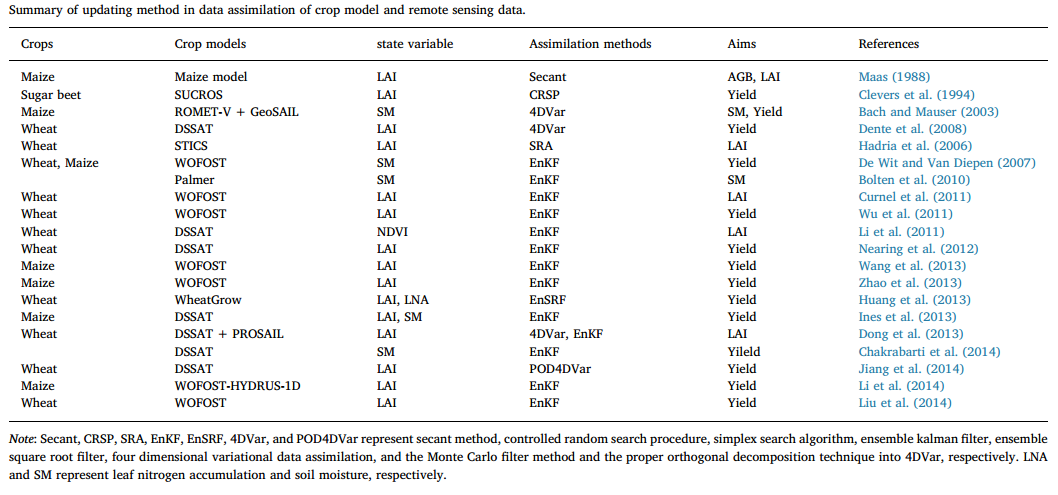 Summary of updating method in data assimilation of crop model and remote sensing data.
Crops Crop models state variable Assimilation methods Aims References
Maize Maize model LAI Secant AGB, LAI Maas (1988)
Sugar beet SUCROS LAI CRSP Yield Clevers et al. (1994)
Maize ROMET-V + GeoSAIL SM 4DVar SM, Yield Bach and Mauser (2003)
Wheat DSSAT LAI 4DVar Yield Dente et al. (2008)
Wheat STICS LAI SRA LAI Hadria et al. (2006)
Wheat, Maize WOFOST SM EnKF Yield De Wit and Van Diepen (2007)
Palmer SM EnKF SM Bolten et al. (2010)
Wheat WOFOST LAI EnKF LAI Curnel et al. (2011)
Wheat WOFOST LAI EnKF Yield Wu et al. (2011)
Wheat DSSAT NDVI EnKF LAI Li et al. (2011)
Wheat DSSAT LAI EnKF Yield Nearing et al. (2012)
Maize WOFOST LAI EnKF Yield Wang et al. (2013)
Maize WOFOST LAI EnKF Yield Zhao et al. (2013)
Wheat WheatGrow LAI, LNA EnSRF Yield Huang et al. (2013)
Maize DSSAT LAI, SM EnKF Yield Ines et al. (2013)
Wheat DSSAT + PROSAIL LAI 4DVar, EnKF LAI Dong et al. (2013)
DSSAT SM EnKF Yileld Chakrabarti et al. (2014)
Wheat DSSAT LAI POD4DVar Yield Jiang et al. (2014)
Maize WOFOST-HYDRUS-1D LAI EnKF Yield Li et al. (2014)
Wheat WOFOST LAI EnKF Yield Liu et al. (2014)
Note: Secant, CRSP, SRA, EnKF, EnSRF, 4DVar, and POD4DVar represent secant method, controlled random search procedure, simplex search algorithm, ensemble kalman filter, ensemble
square root filter, four dimensional variational data assimilation, and the Monte Carlo filter method and the proper orthogonal decomposition technique into 4DVar, respectively. LNA
and SM represent leaf nitrogen accumulation and soil moisture, respectively.